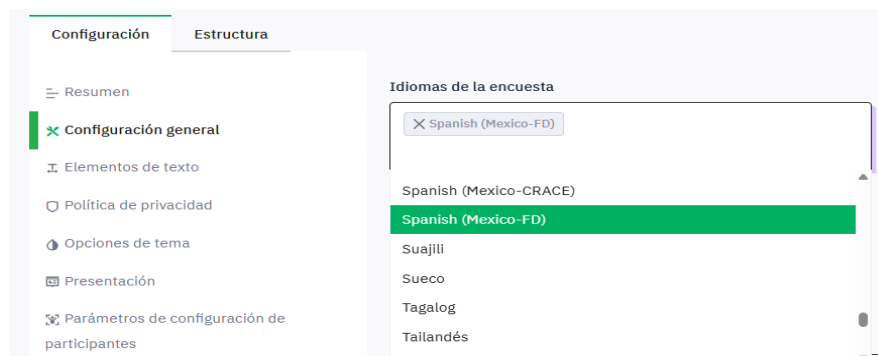 Configuración Estructura
Resumen
Configuración general
Elementos de texto
Política de privacidad
Opciones de tema
Presentación
Parámetros de configuración de
participantes
Idiomas de la encuesta
Spanish (Mexico-FD)
Spanish (Mexico-CRACE)
Spanish (Mexico-FD)
Suajili
Sueco
Tagalog
Tailandés